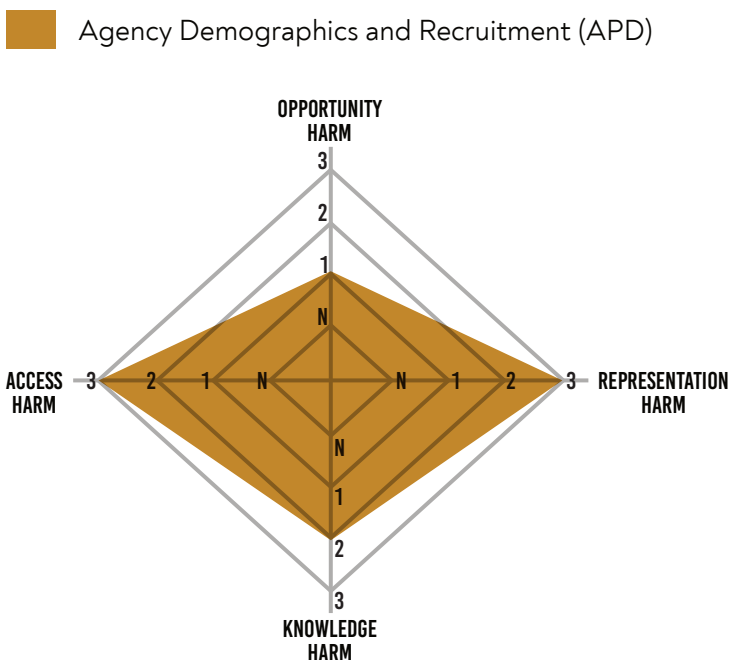 Agency Demographics and Recruitment (APD)
OPPORTUNITY
HARM
3
2
1
N
ACCESS
HARM
3 2 1 N N 1 2 3
REPRESENTATION
HARM
N
1
2
3
KNOWLEDGE
HARM